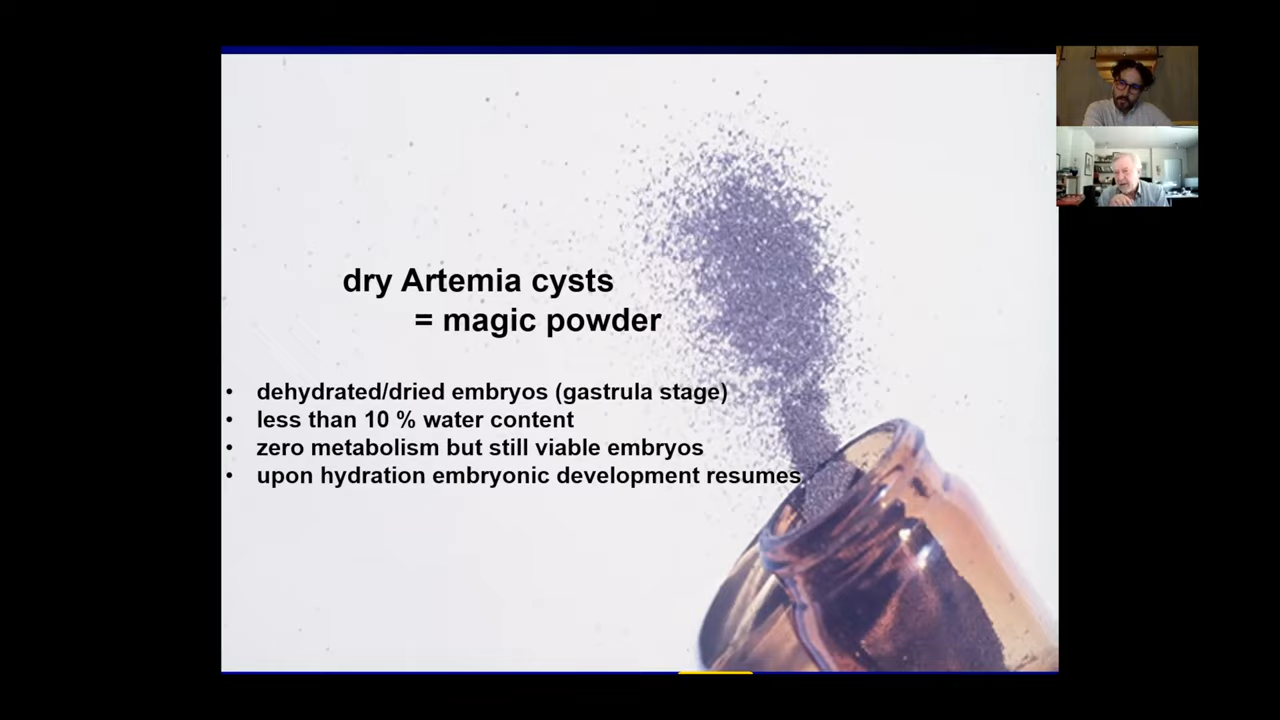 dry Artemia cysts
= magic powder
• dehydrated/dried embryos (gastrula stage)
• less than 10 % water content
• zero metabolism but still viable embryos
• upon hydration embryonic development resumes